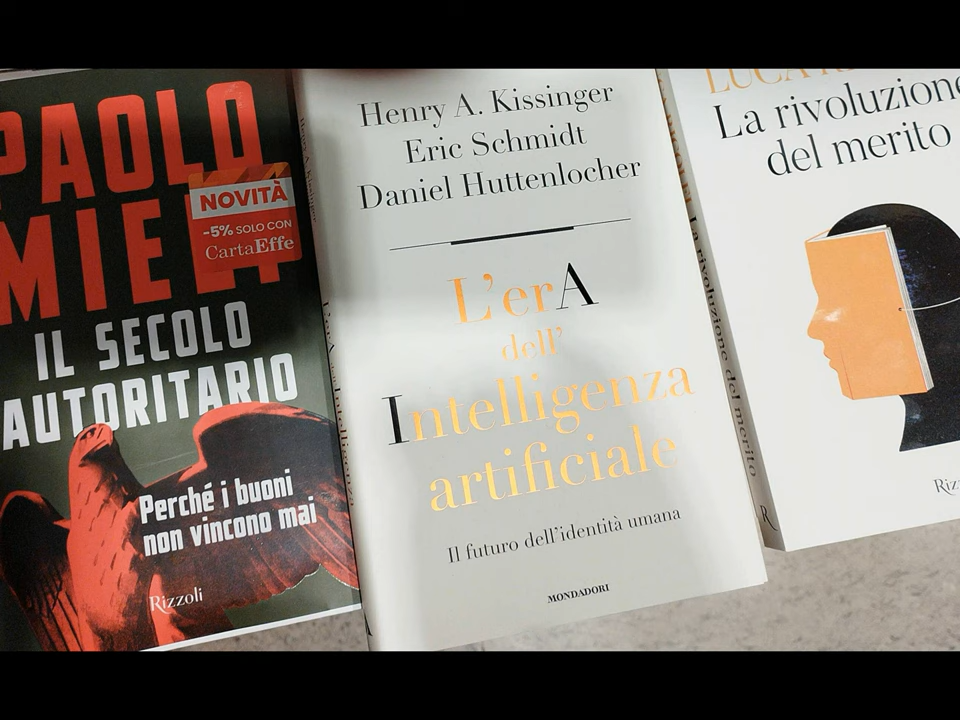 PAOLO
MIELI
NOVITÀ
-5% SOLO CON
CartaEffe
IL SECOLO
AUTORITARIO
Perché i buoni
non vincono mai
Rizzoli
Henry A. Kissinger
Eric Schmidt
Daniel Huttenlocher
L'erA
dell'
Intelligenza
artificiale
Il futuro dell'identità umana
MONDADORI
LUCA
La rivoluzione
del merito
La rivoluzione del merito
R